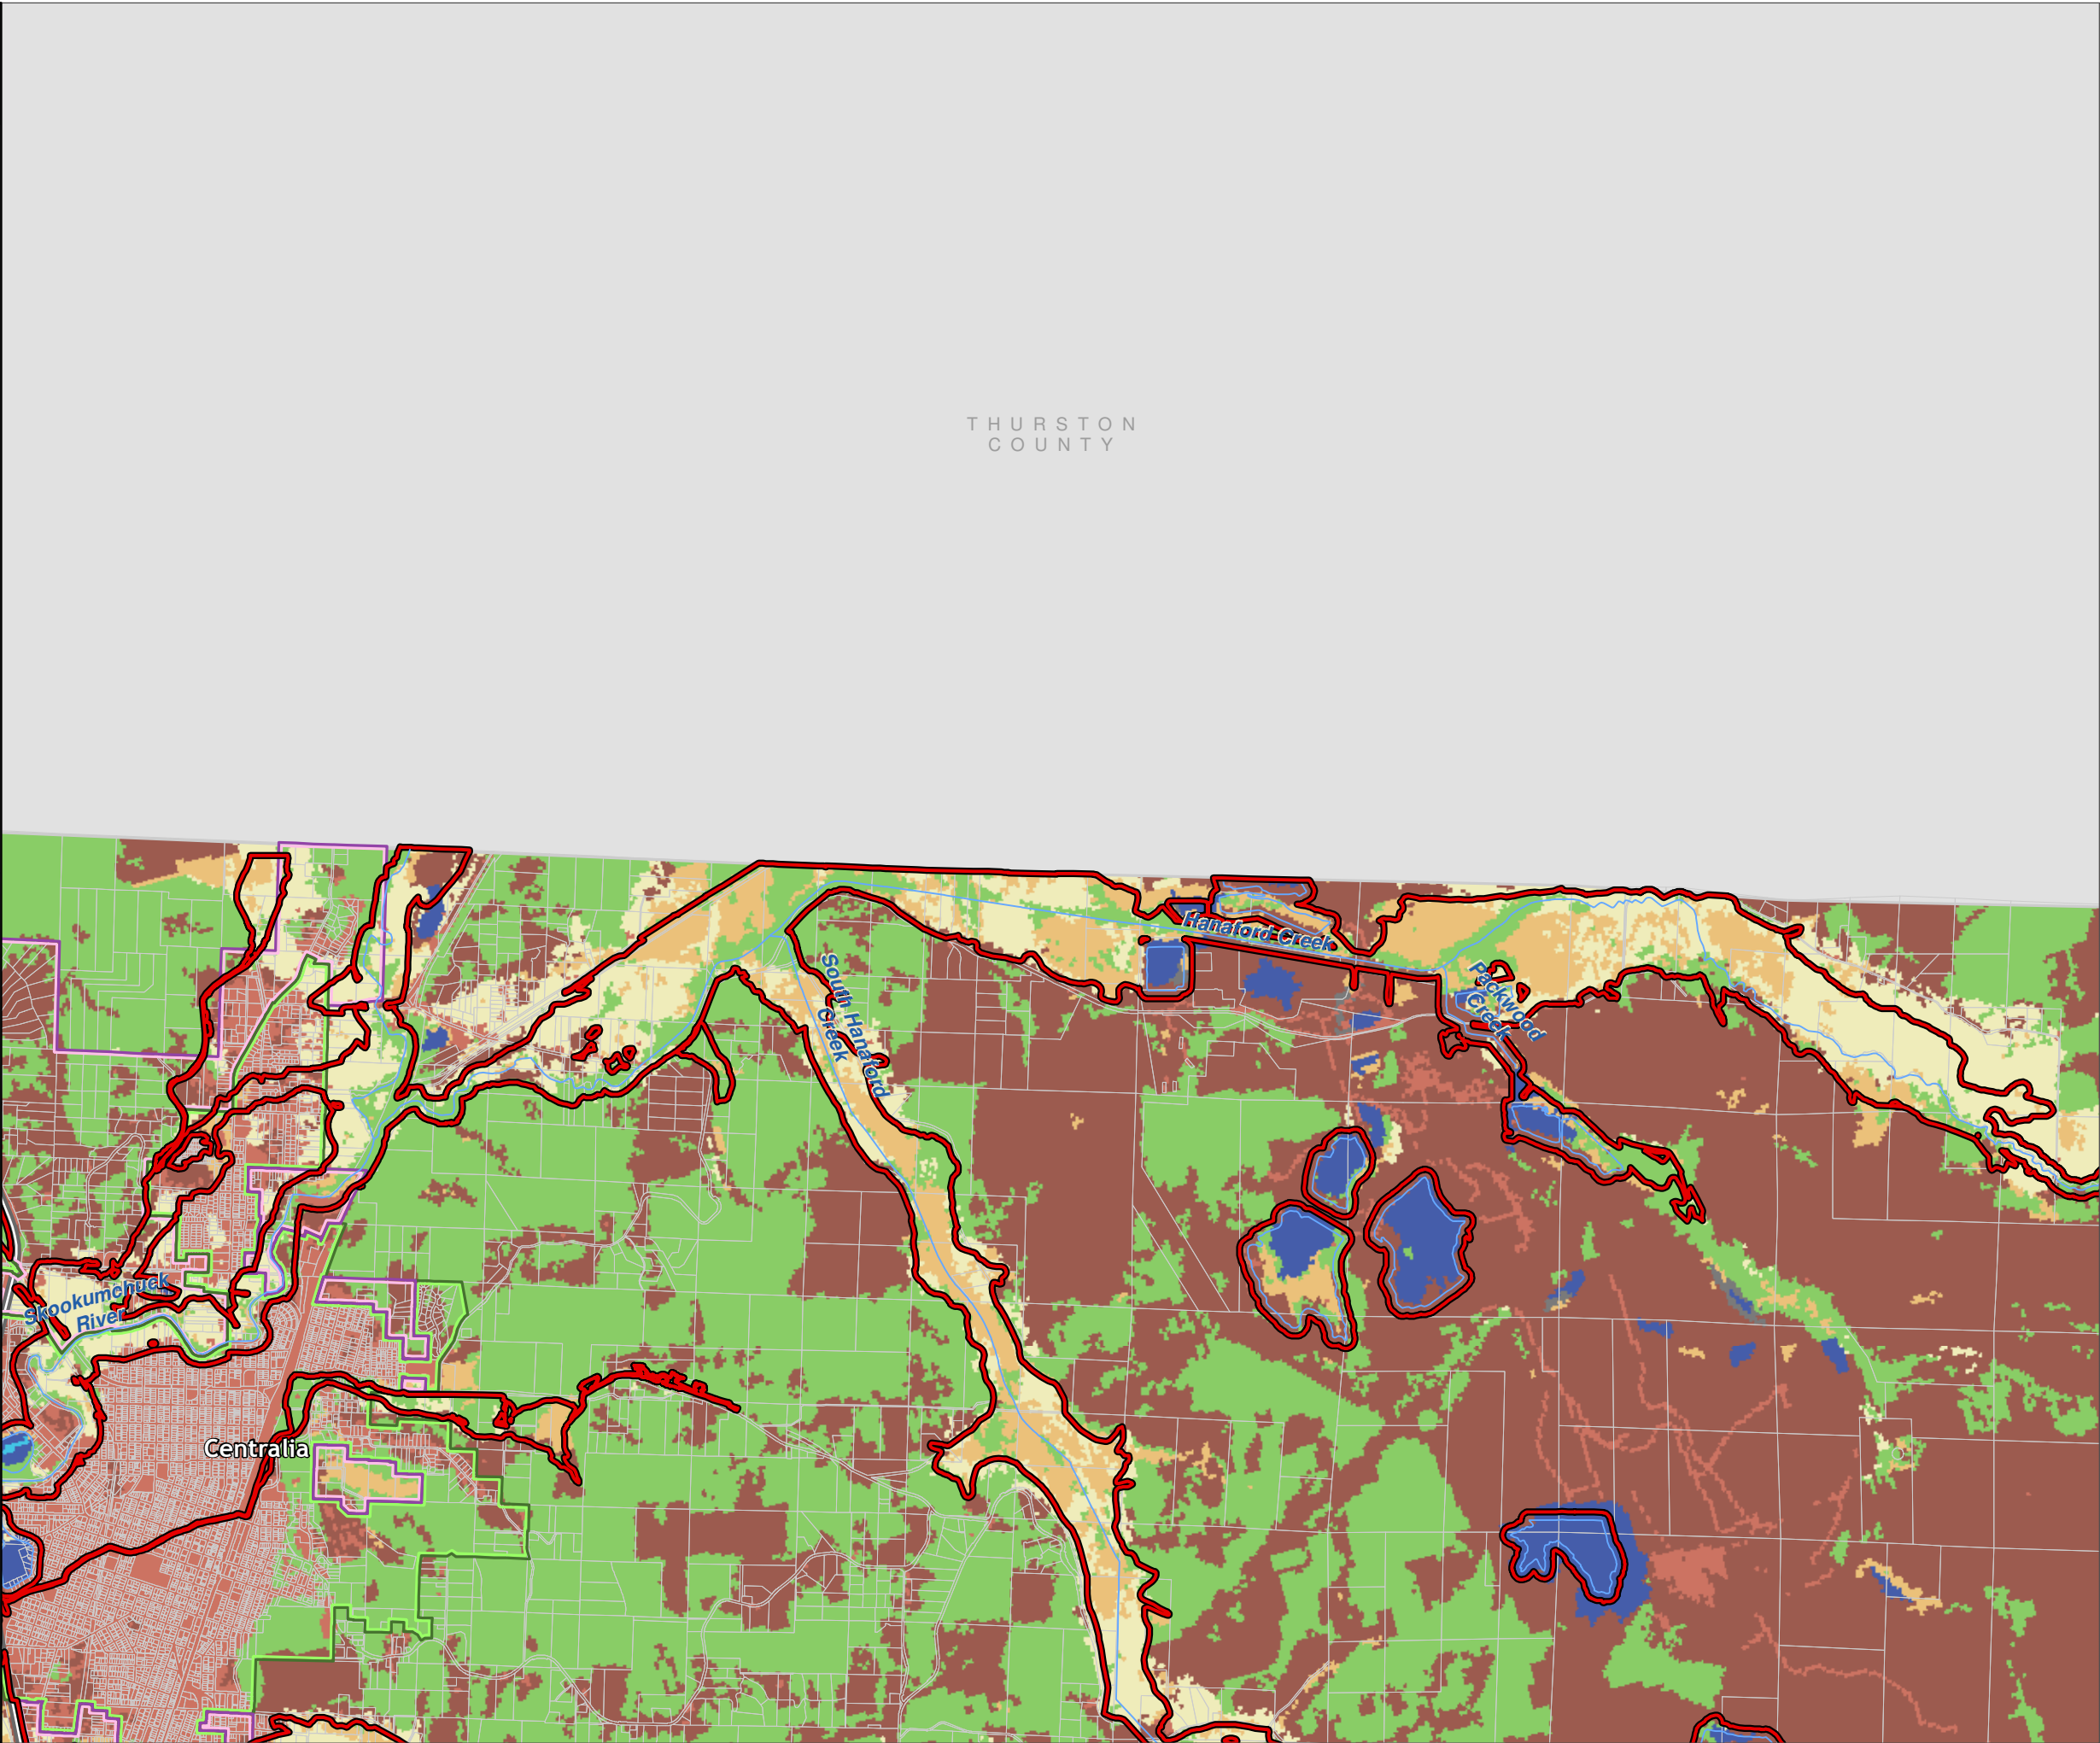 THURSTON
COUNTY
Hanaford Creek
South Hanaford
Creek
Packwood
Creek
Skookumchuck
River
Centralia